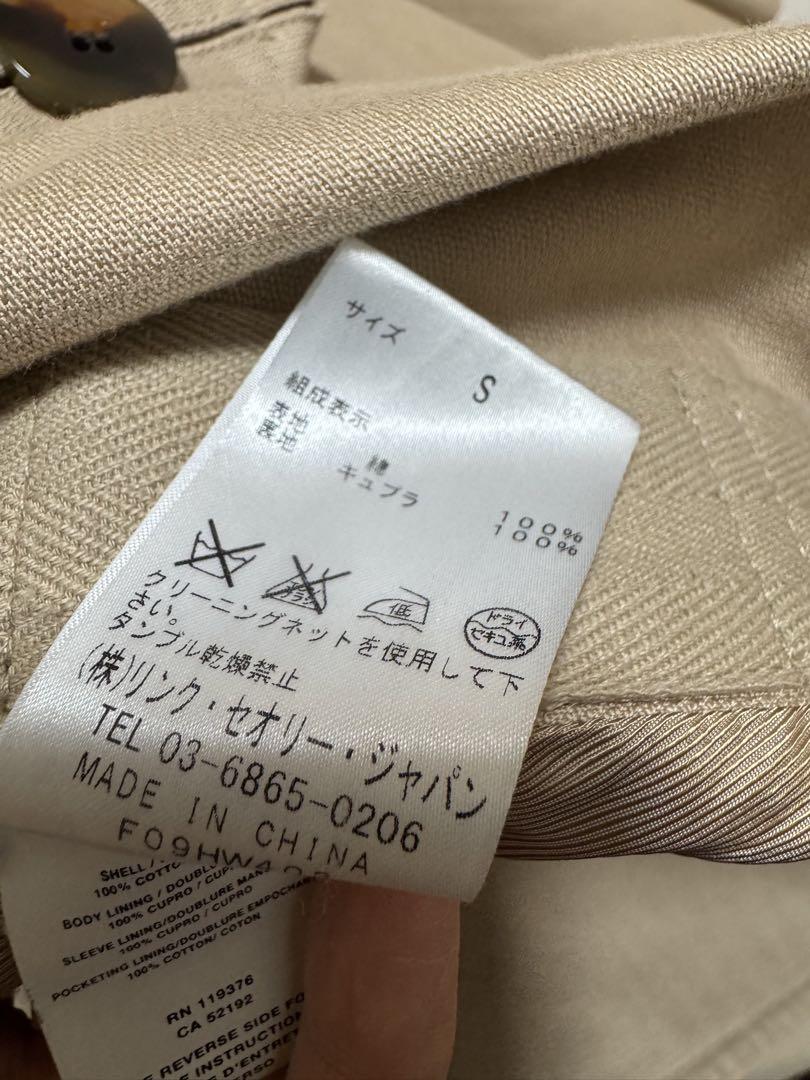 サイズ S
組成表示
表地 綿 100%
裏地 キュプラ 100%
低
ドライ
セキユ系
クリーニングネットを使用して下
さい。
タンブル乾燥禁止
(株)リンク・セオリー・ジャパン
TEL 03-6865-0206
MADE IN CHINA
SHELL/
BODY LINING/
100% CUPRO /
SLEEVE LINING/DOUBLURE
100% CUPRO / CUPRO
POCKETING LINING/DOUBLURE
100% COTTON/ COTON
RN 119376
CA 52192
REVERSE SIDE